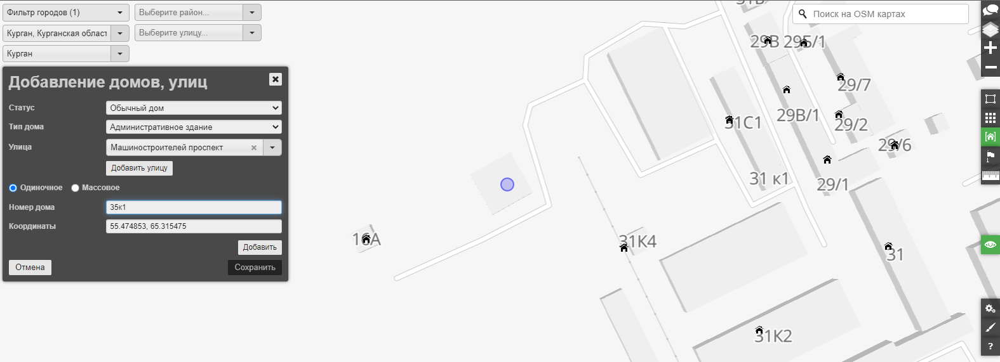 Фильтр городов (1)
Выберите район...
Курган, Курганская област
Выберите улицу...
Курган
Поиск на OSM картах
Добавление домов, улиц
Статус
Обычный дом
Тип дома
Административное здание
Улица
Машиностроителей проспект
Добавить улицу
Одиночное
Массовое
Номер дома
35к1
Координаты
55.474853, 65.315475
Добавить
Отмена
Сохранить
31В
29В
29Б/1
29/7
29В/1
31С1
29/2
29/6
31 к1
29/1
16А
31К4
31
31К2
?